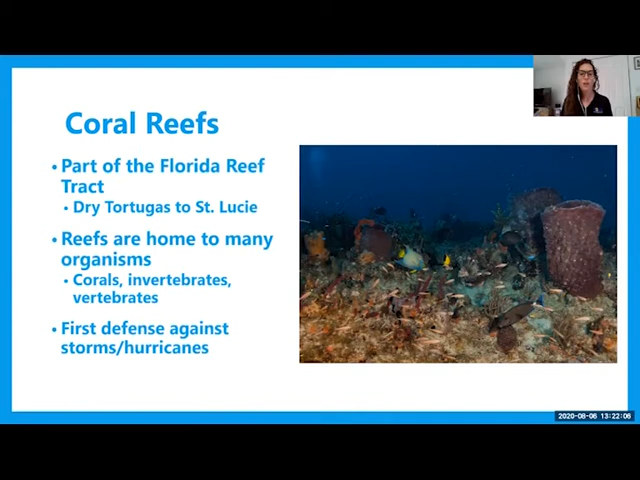 Coral Reefs
• Part of the Florida Reef
Tract
• Dry Tortugas to St. Lucie
• Reefs are home to many
organisms
• Corals, invertebrates,
vertebrates
• First defense against
storms/hurricanes
2020-08-06 13:22:06